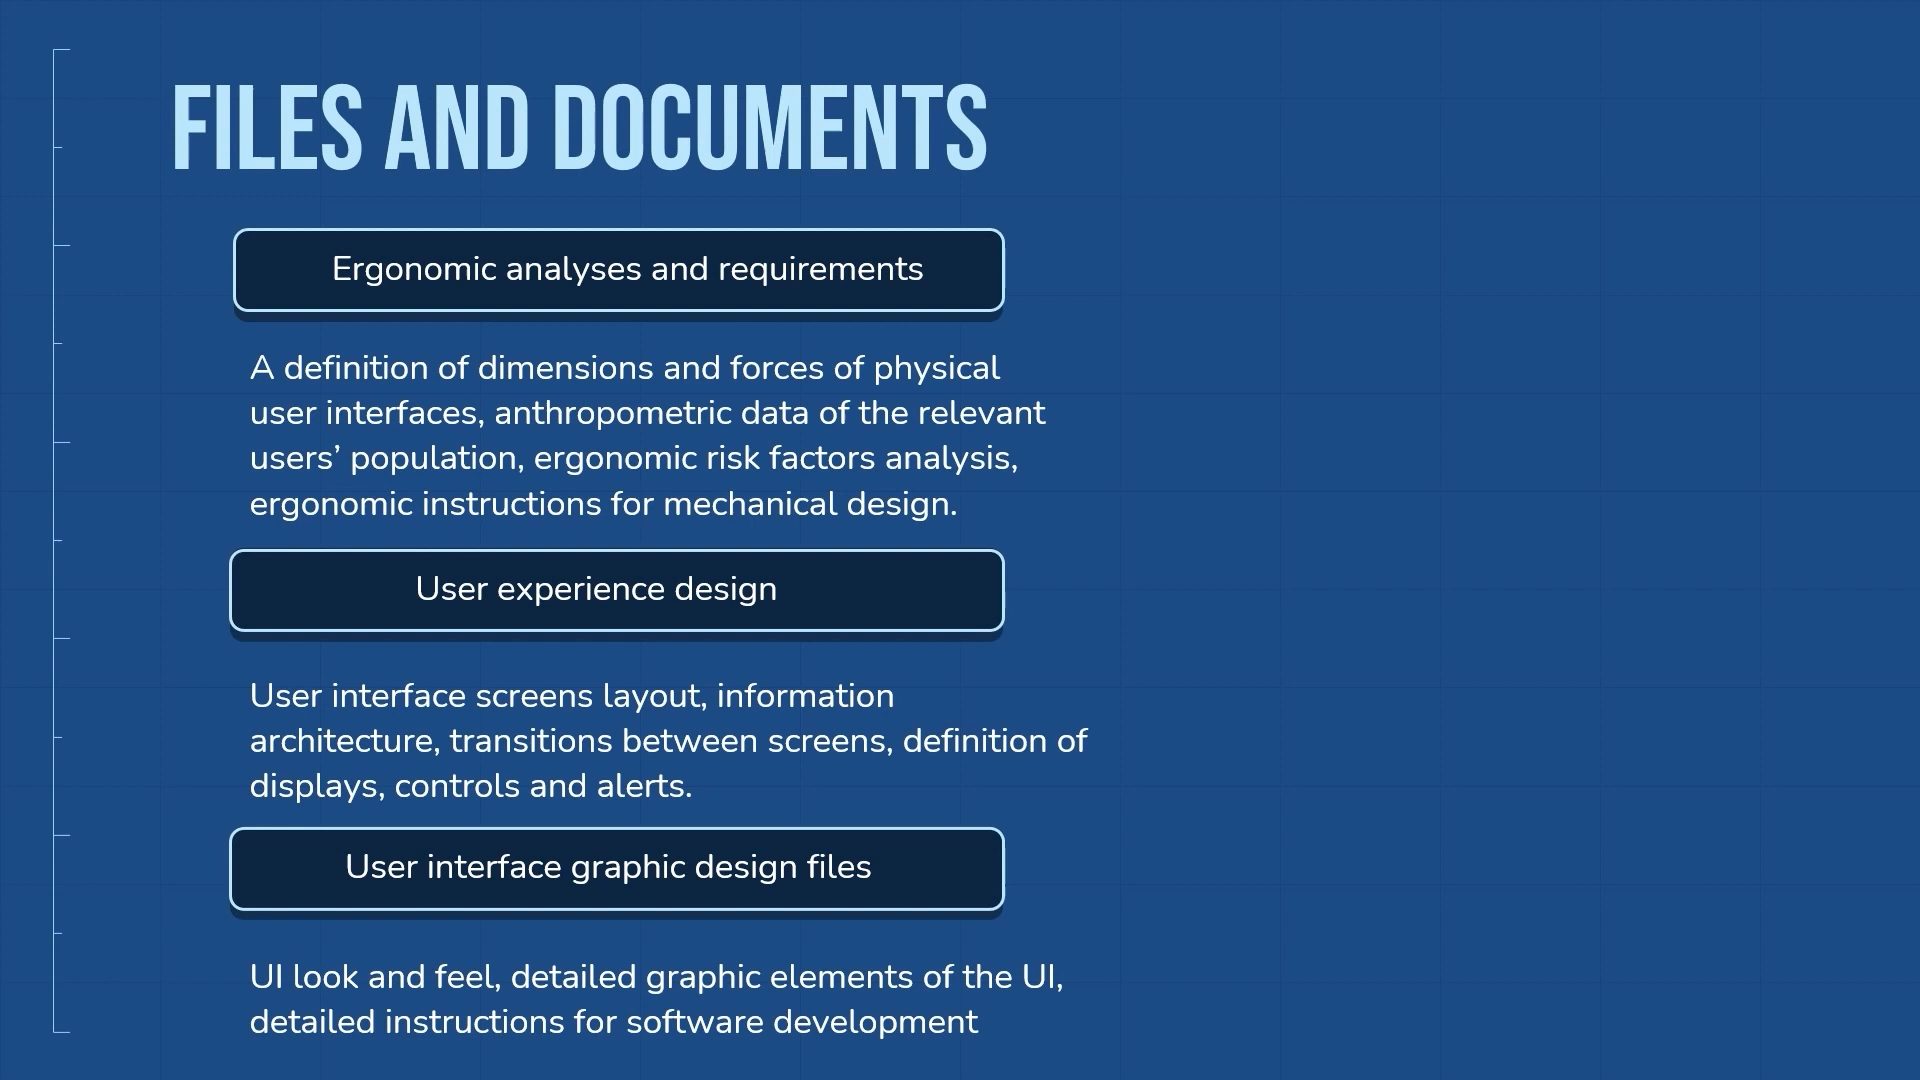 FILES AND DOCUMENTS
Ergonomic analyses and requirements
A definition of dimensions and forces of physical
user interfaces, anthropometric data of the relevant
users’ population, ergonomic risk factors analysis,
ergonomic instructions for mechanical design.
User experience design
User interface screens layout, information
architecture, transitions between screens, definition of
displays, controls and alerts.
User interface graphic design files
UI look and feel, detailed graphic elements of the UI,
detailed instructions for software development